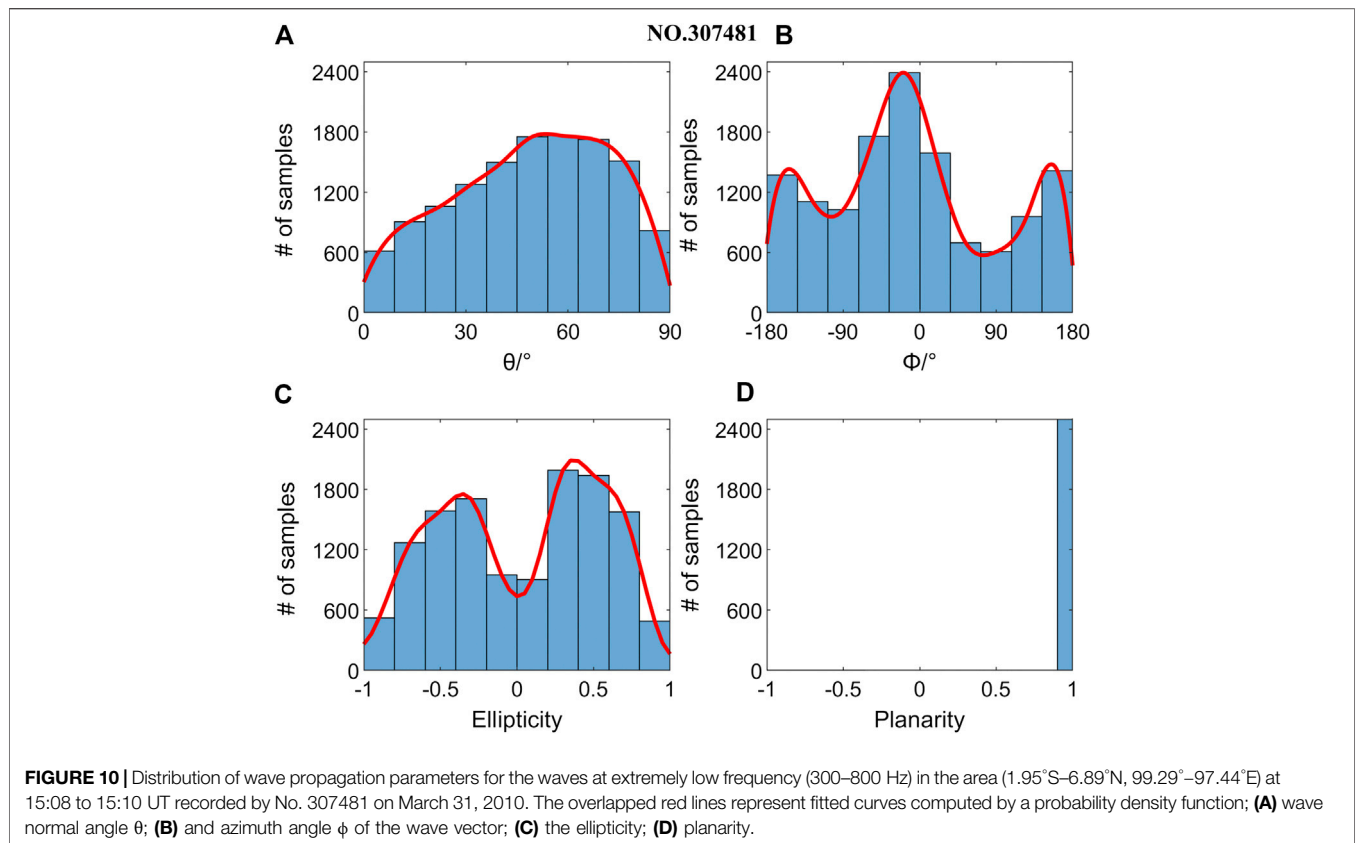 NO.307481
A
# of samples
2400
1800
1200
600
0
0 30 60 90
θ/°
B
# of samples
2400
1800
1200
600
0
-180 -90 0 90 180
Φ/°
C
# of samples
2400
1800
1200
600
0
-1 -0.5 0 0.5 1
Ellipticity
D
# of samples
2400
1800
1200
600
0
-1 -0.5 0 0.5 1
Planarity
FIGURE 10 | Distribution of wave propagation parameters for the waves at extremely low frequency (300–800 Hz) in the area (1.95°S–6.89°N, 99.29°–97.44°E) at
15:08 to 15:10 UT recorded by No. 307481 on March 31, 2010. The overlapped red lines represent fitted curves computed by a probability density function; (A) wave
normal angle θ; (B) and azimuth angle ϕ of the wave vector; (C) the ellipticity; (D) planarity.